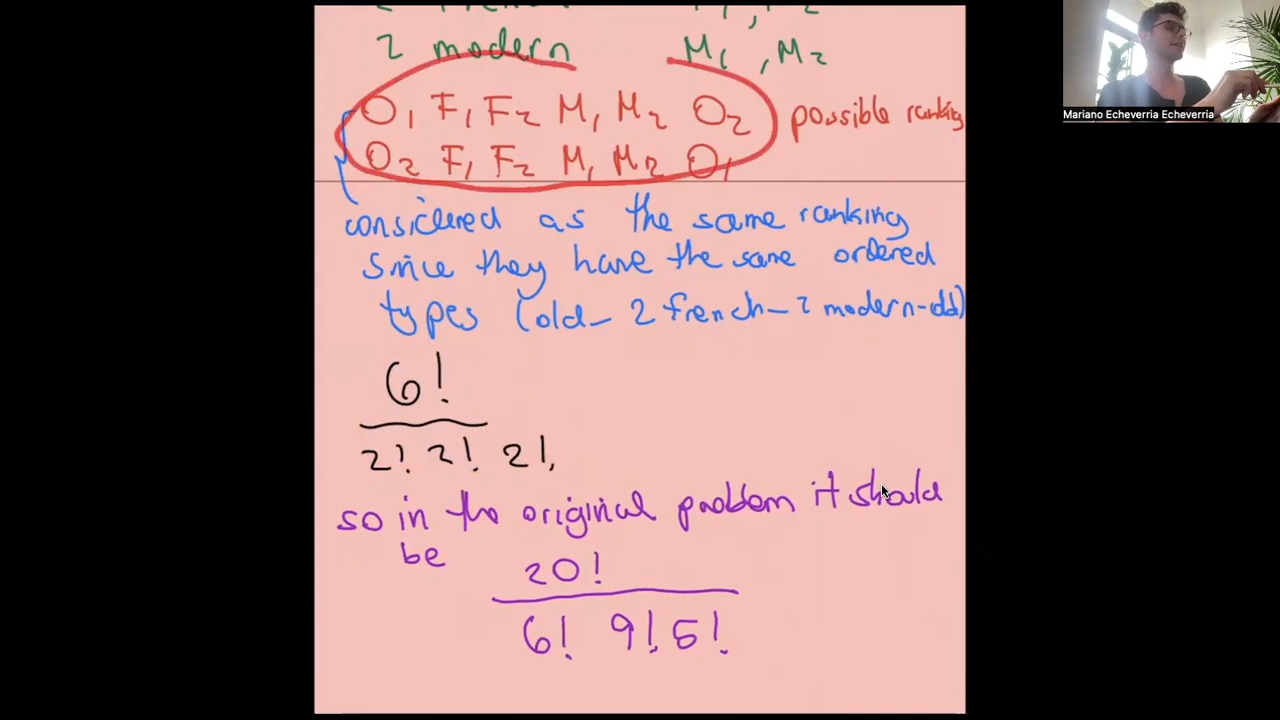 2 modern M₁, M₂
O₁ F₁ F₂ M₁ M₂ O₂ possible ranking
O₂ F₁ F₂ M₁ M₂ O₁
considered as the same ranking
since they have the same ordered
types (old - 2 french - 2 modern-old)
6!
2! 2! 2!
so in the original problem it should
be
20!
6! 9! 5!
Mariano Echeverria Echeverria